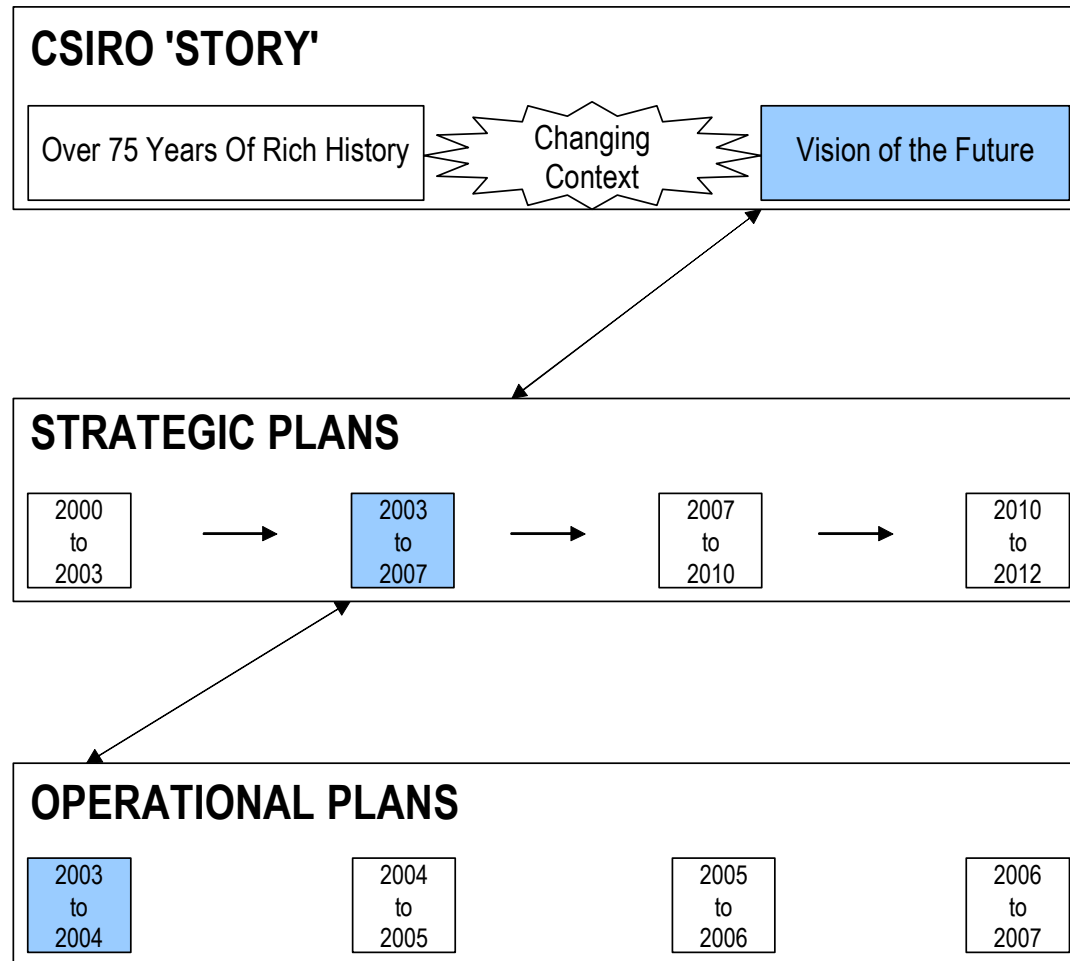 CSIRO 'STORY'
Over 75 Years Of Rich History
Changing
Context
Vision of the Future
STRATEGIC PLANS
2000
to
2003
2003
to
2007
2007
to
2010
2010
to
2012
OPERATIONAL PLANS
2003
to
2004
2004
to
2005
2005
to
2006
2006
to
2007